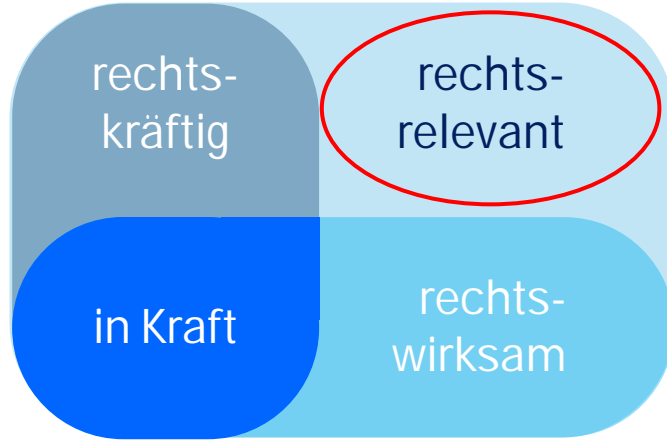 rechts-
kräftig
rechts-
relevant
in Kraft
rechts-
wirksam